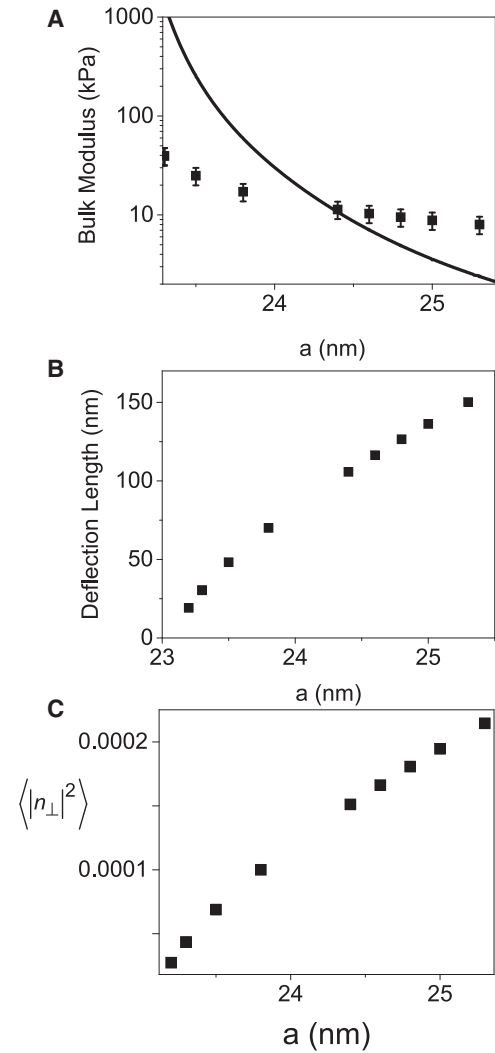 A
Bulk Modulus (kPa)
1000
100
10
24
25
a (nm)
B
Deflection Length (nm)
150
100
50
0
23
24
25
a (nm)
C
⟨|n⊥|²⟩
0.0002
0.0001
24
25
a (nm)